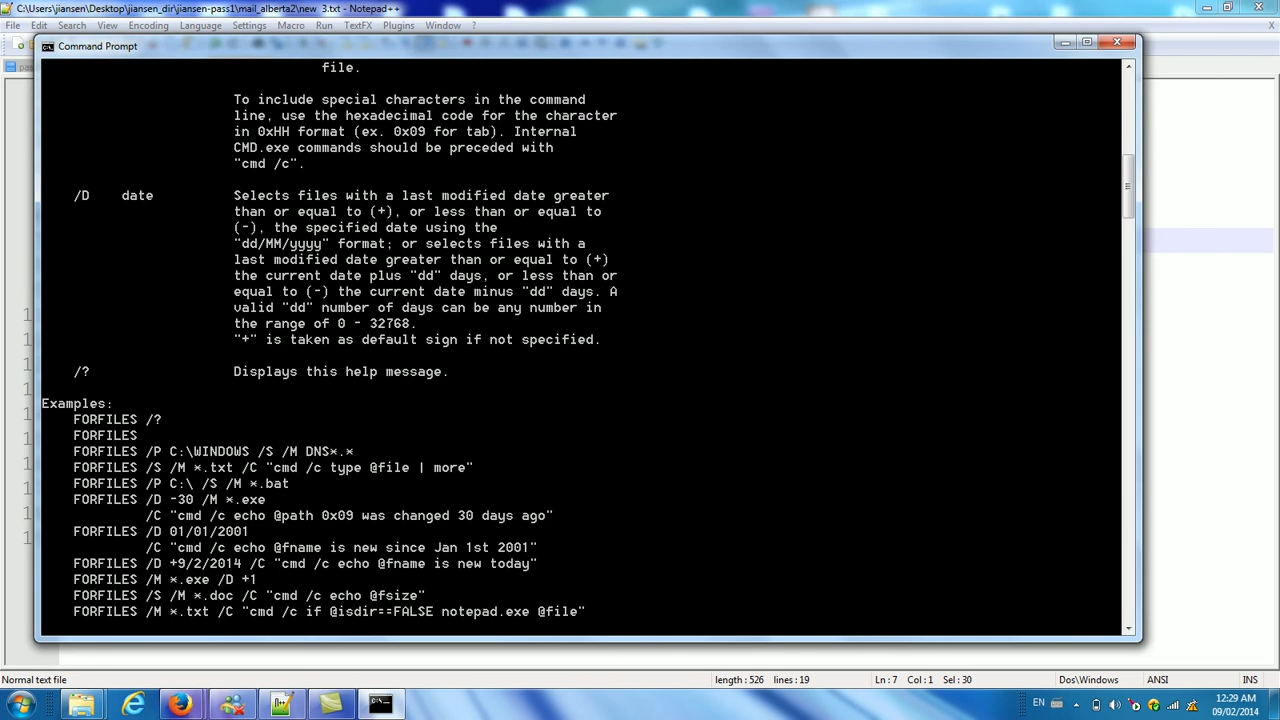 C:\Users\jiansen\Desktop\jiansen_dir\jiansen-pass1\mail_alberta2\new 3.txt - Notepad++
File Edit Search View Encoding Language Settings Macro Run TextFX Plugins Window ? X
Command Prompt
file.
To include special characters in the command
line, use the hexadecimal code for the character
in 0xHH format (ex. 0x09 for tab). Internal
CMD.exe commands should be preceded with
"cmd /c".
/D date Selects files with a last modified date greater
than or equal to (+), or less than or equal to
(-), the specified date using the
"dd/MM/yyyy" format; or selects files with a
last modified date greater than or equal to (+)
the current date plus "dd" days, or less than or
equal to (-) the current date minus "dd" days. A
valid "dd" number of days can be any number in
the range of 0 - 32768.
"+" is taken as default sign if not specified.
/? Displays this help message.
Examples:
FORFILES /?
FORFILES
FORFILES /P C:\WINDOWS /S /M DNS*.*
FORFILES /S /M *.txt /C "cmd /c type @file | more"
FORFILES /P C:\ /S /M *.bat
FORFILES /D -30 /M *.exe
/C "cmd /c echo @path 0x09 was changed 30 days ago"
FORFILES /D 01/01/2001
/C "cmd /c echo @fname is new since Jan 1st 2001"
FORFILES /D +9/2/2014 /C "cmd /c echo @fname is new today"
FORFILES /M *.exe /D +1
FORFILES /S /M *.doc /C "cmd /c echo @fsize"
FORFILES /M *.txt /C "cmd /c if @isdir==FALSE notepad.exe @file"
Normal text file length : 526 lines : 19 Ln : 7 Col : 1 Sel : 30 Dos\Windows ANSI INS
EN 12:29 AM
09/02/2014